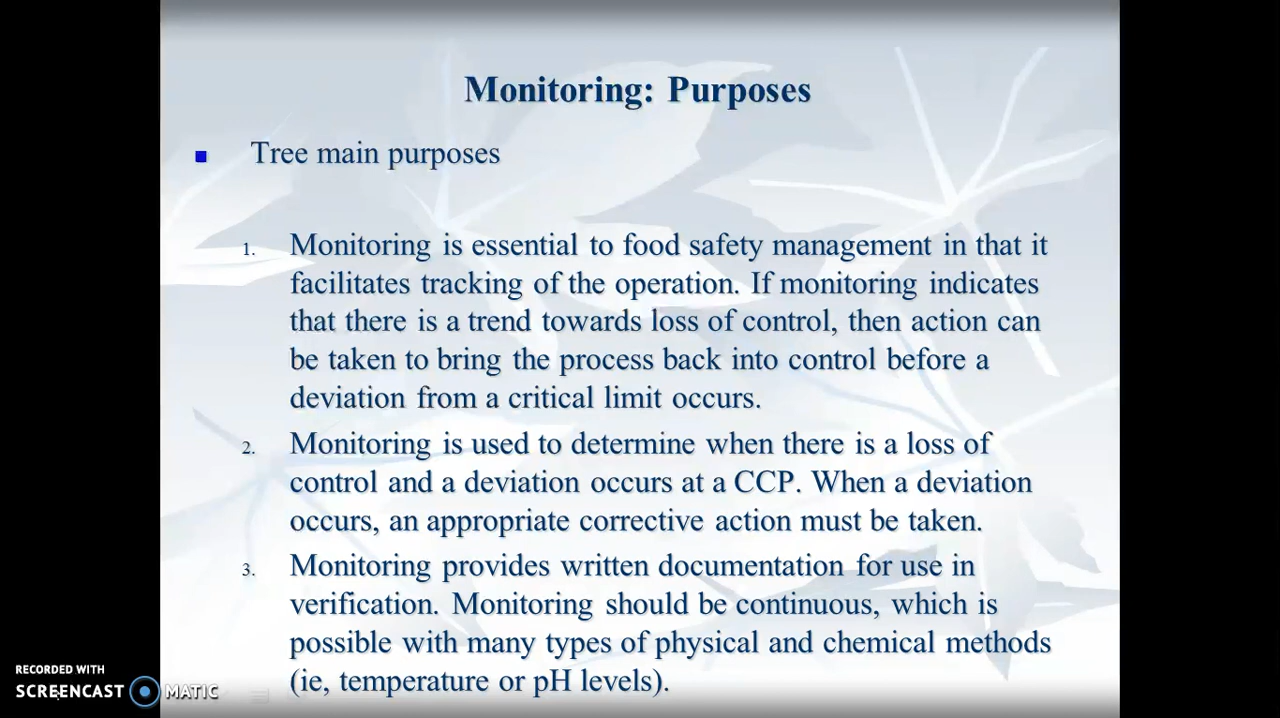 Monitoring: Purposes
Tree main purposes
1. Monitoring is essential to food safety management in that it
facilitates tracking of the operation. If monitoring indicates
that there is a trend towards loss of control, then action can
be taken to bring the process back into control before a
deviation from a critical limit occurs.
2. Monitoring is used to determine when there is a loss of
control and a deviation occurs at a CCP. When a deviation
occurs, an appropriate corrective action must be taken.
3. Monitoring provides written documentation for use in
verification. Monitoring should be continuous, which is
possible with many types of physical and chemical methods
(ie, temperature or pH levels).
RECORDED WITH
SCREENCAST MATIC